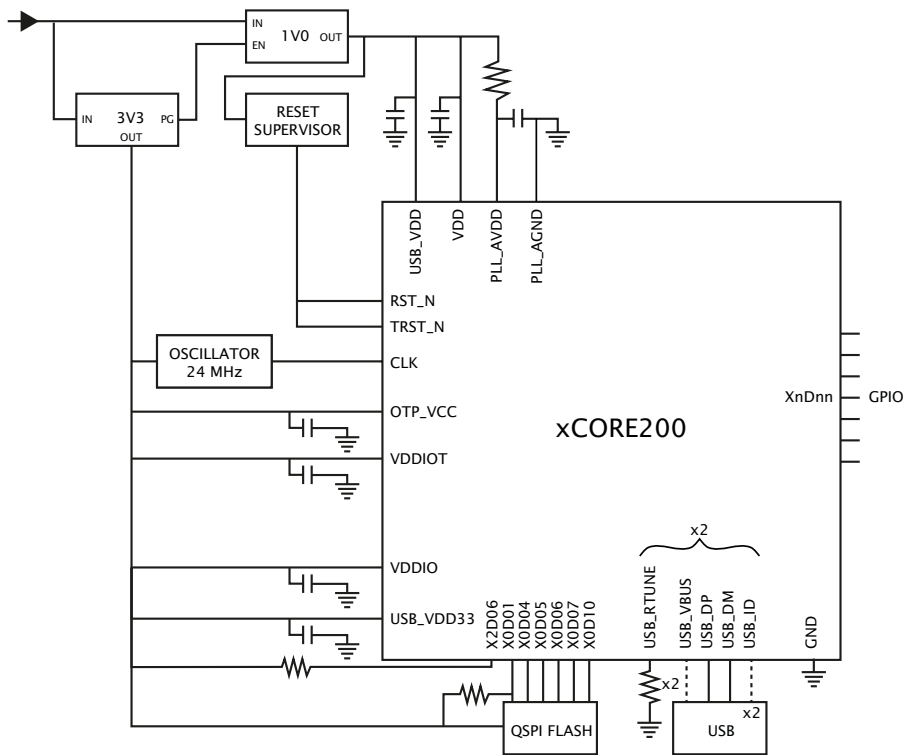 IN
1V0
OUT
EN
IN
3V3
PG
OUT
RESET
SUPERVISOR
USB_VDD
VDD
PLL_AVDD
PLL_AGND
RST_N
TRST_N
OSCILLATOR
24 MHz
CLK
OTP_VCC
VDDIOT
XnDnn
GPIO
xCORE200
VDDIO
USB_VDD33
X2D06
X0D01
X0D04
X0D05
X0D06
X0D07
X0D10
x2
USB_RTUNE
USB_VBUS
USB_DP
USB_DM
USB_ID
GND
x2
QSPI FLASH
x2
USB